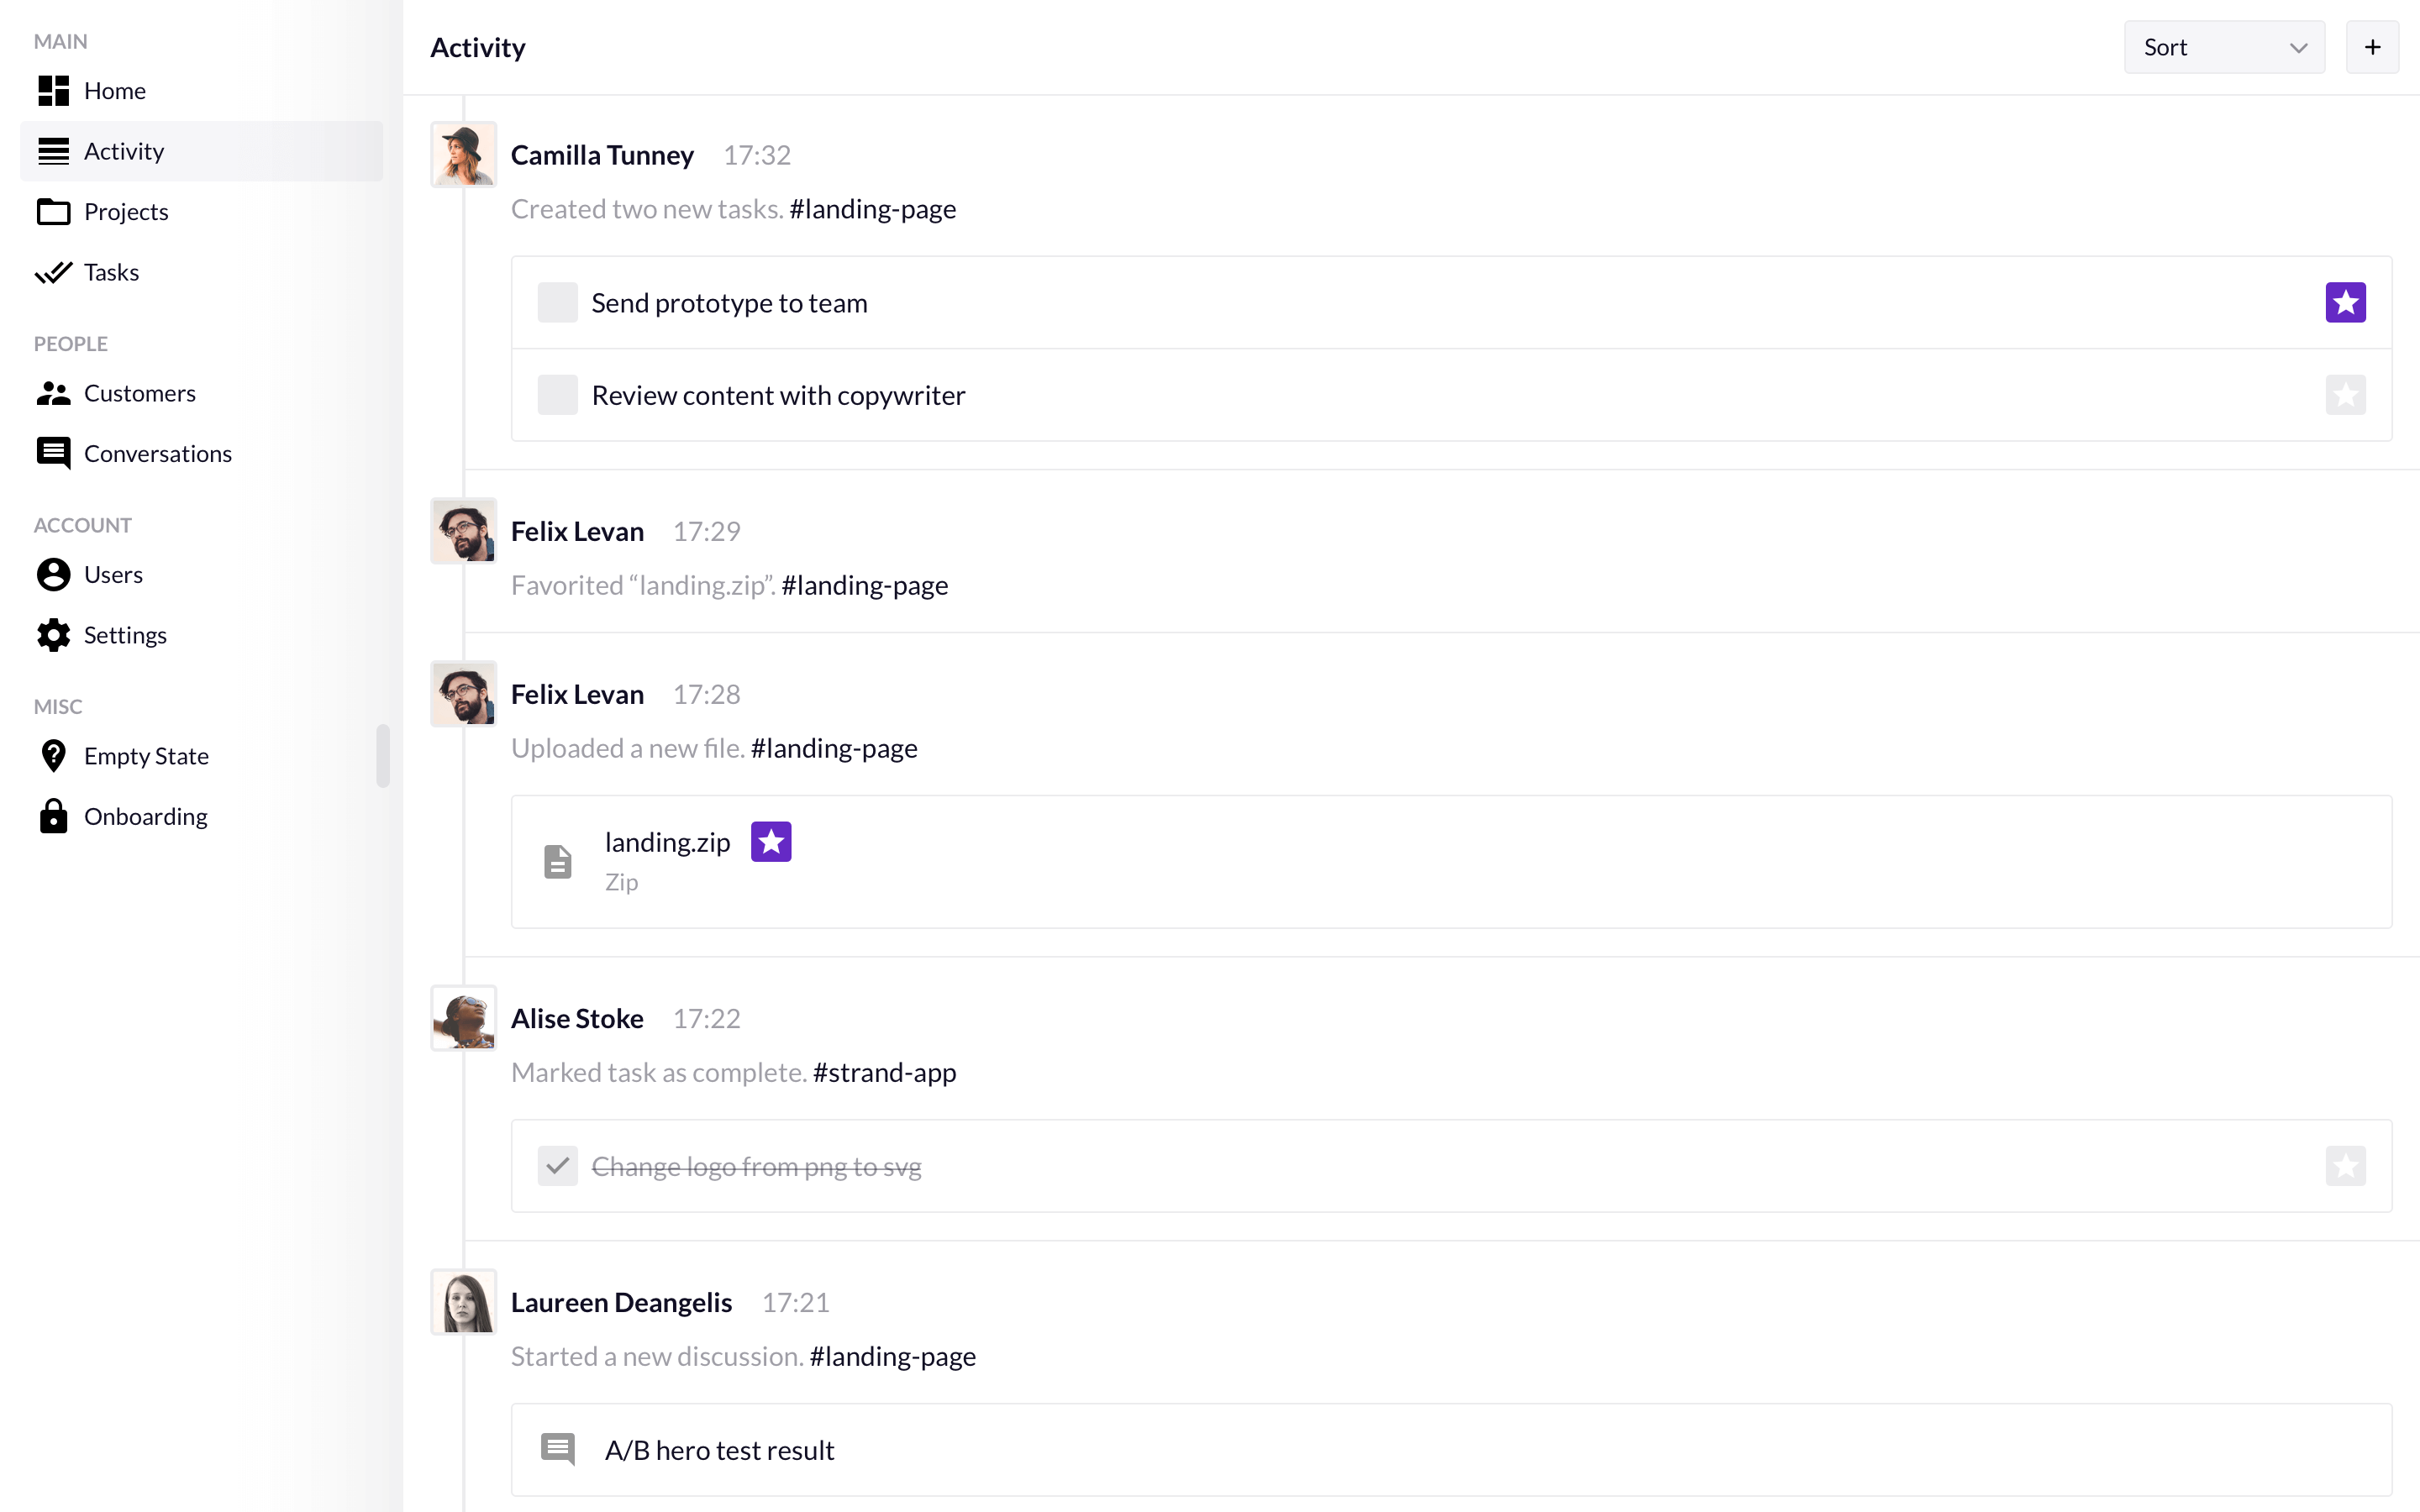 MAIN
Home
Activity
Projects
Tasks
PEOPLE
Customers
Conversations
ACCOUNT
Users
Settings
MISC
Empty State
Onboarding
Activity
Sort
+
Camilla Tunney 17:32
Created two new tasks. #landing-page
Send prototype to team
Review content with copywriter
Felix Levan 17:29
Favorited “landing.zip”. #landing-page
Felix Levan 17:28
Uploaded a new file. #landing-page
landing.zip
Zip
Alise Stoke 17:22
Marked task as complete. #strand-app
Change logo from png to svg
Laureen Deangelis 17:21
Started a new discussion. #landing-page
A/B hero test result